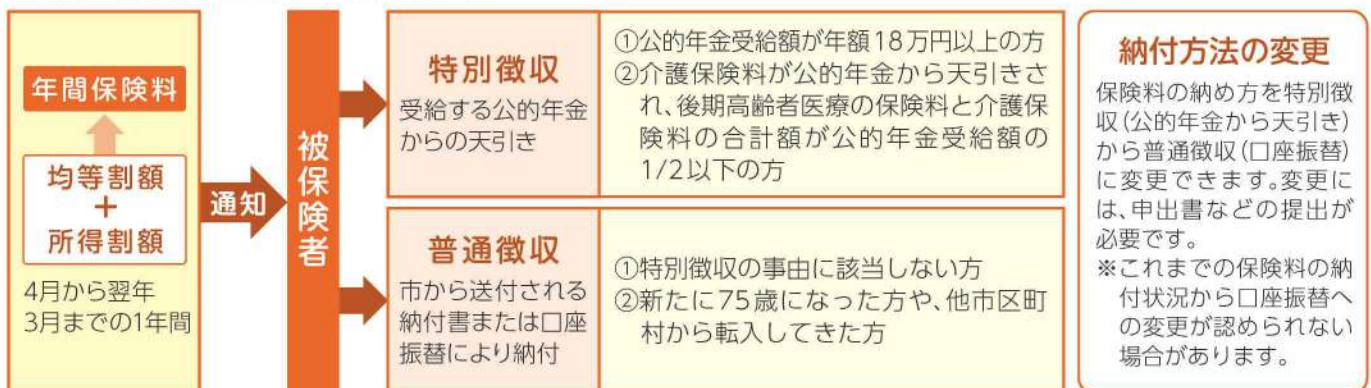 年間保険料
均等割額
+
所得割額
4月から翌年
3月までの1年間
通知
被保険者
特別徴収
受給する公的年金
からの天引き
①公的年金受給額が年額18万円以上の方
②介護保険料が公的年金から天引きさ
れ、後期高齢者医療の保険料と介護保
険料の合計額が公的年金受給額の
1/2以下の方
普通徴収
市から送付される
納付書または口座
振替により納付
①特別徴収の事由に該当しない方
②新たに75歳になった方や、他市区町
村から転入してきた方
納付方法の変更
保険料の納め方を特別徴
収(公的年金から天引き)
から普通徴収(口座振替)
に変更できます。変更に
は、申出書などの提出が
必要です。
※これまでの保険料の納
付状況から口座振替へ
の変更が認められない
場合があります。